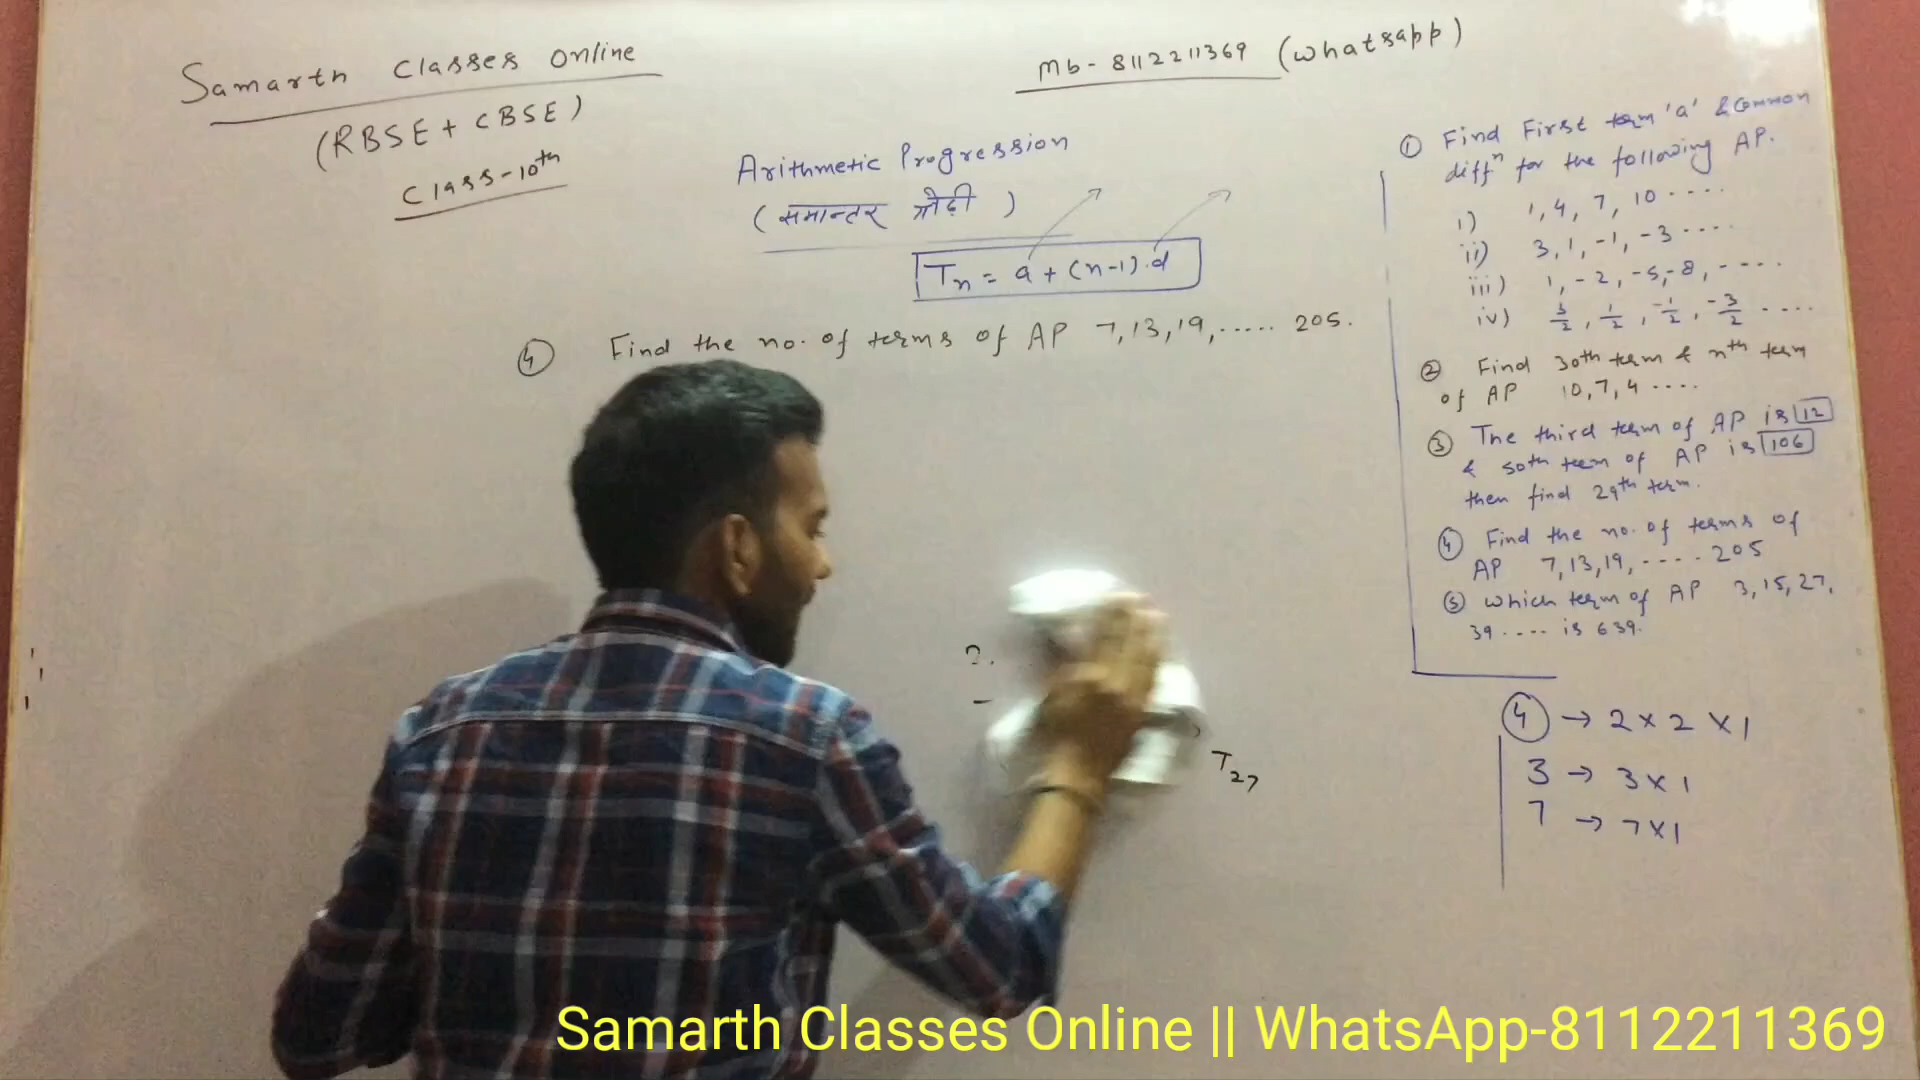 Samarth Classes Online
(RBSE + CBSE)
Class-10th
Mb- 8112211369 (Whatsapp)
Arithmetic Progression
(समान्तर श्रेढ़ी)
Tn = a + (n-1).d
④ Find the no. of terms of AP 7,13,19,..... 205.
① Find First term 'a' & Common
diffⁿ for the following AP.
i) 1, 4, 7, 10 ....
ii) 3, 1, -1, -3 ....
iii) 1, -2, -5, -8, ....
iv) 3/2, 1/2, -1/2, -3/2 ....
② Find 30th term & nth term
of AP 10, 7, 4 ....
③ The third term of AP is 12
& 50th term of AP is 106
then find 29th term.
④ Find the no. of terms of
AP 7,13,19, ..... 205
⑤ Which term of AP 3,15,27,
39 .... is 639.
④ → 2 × 2 × 1
3 → 3 × 1
7 → 7 × 1
T27
Samarth Classes Online || WhatsApp-8112211369